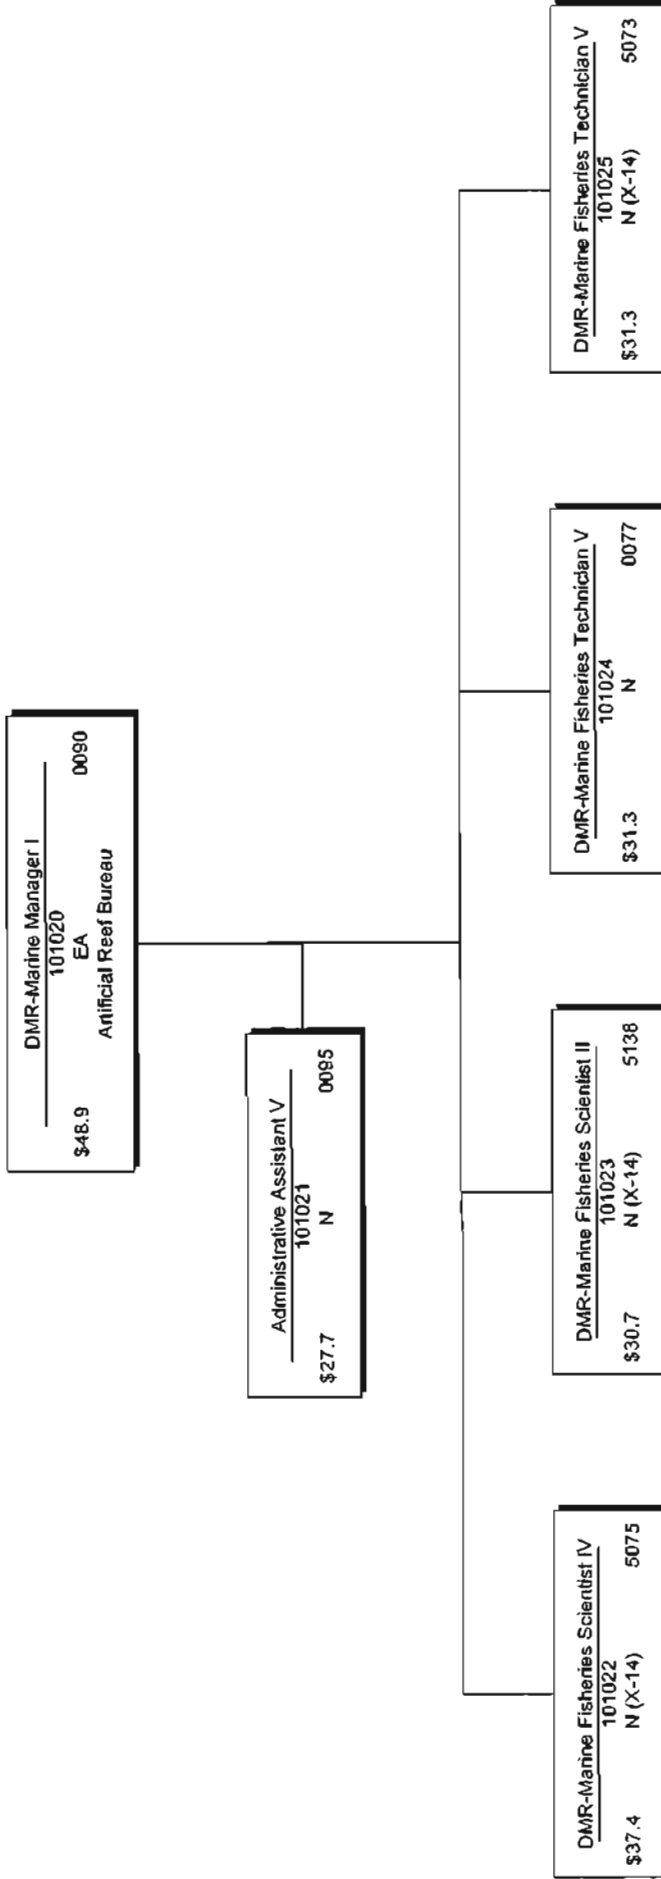 DMR-Marine Manager I
101020
$48.9 EA 0090
Artificial Reef Bureau
Administrative Assistant V
101021
$27.7 N 0095
DMR-Marine Fisheries Scientist IV
101022
$37.4 N (X-14) 5075
DMR-Marine Fisheries Scientist II
101023
$30.7 N (X-14) 5138
DMR-Marine Fisheries Technician V
101024
$31.3 N 0077
DMR-Marine Fisheries Technician V
101025
$31.3 N (X-14) 5073